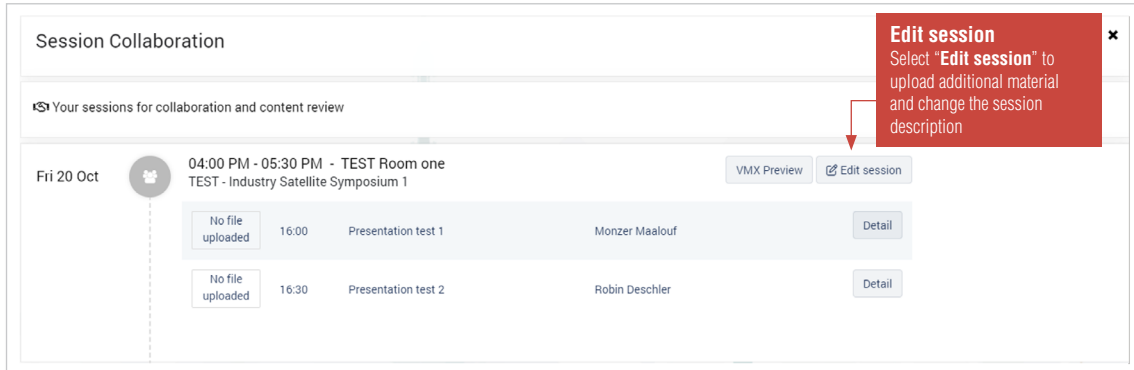 Session Collaboration
Edit session
Select “Edit session” to
upload additional material
and change the session
description
Your sessions for collaboration and content review
Fri 20 Oct
04:00 PM - 05:30 PM - TEST Room one
TEST - Industry Satellite Symposium 1
VMX Preview
Edit session
No file
uploaded
16:00
Presentation test 1
Monzer Maalouf
Detail
No file
uploaded
16:30
Presentation test 2
Robin Deschler
Detail